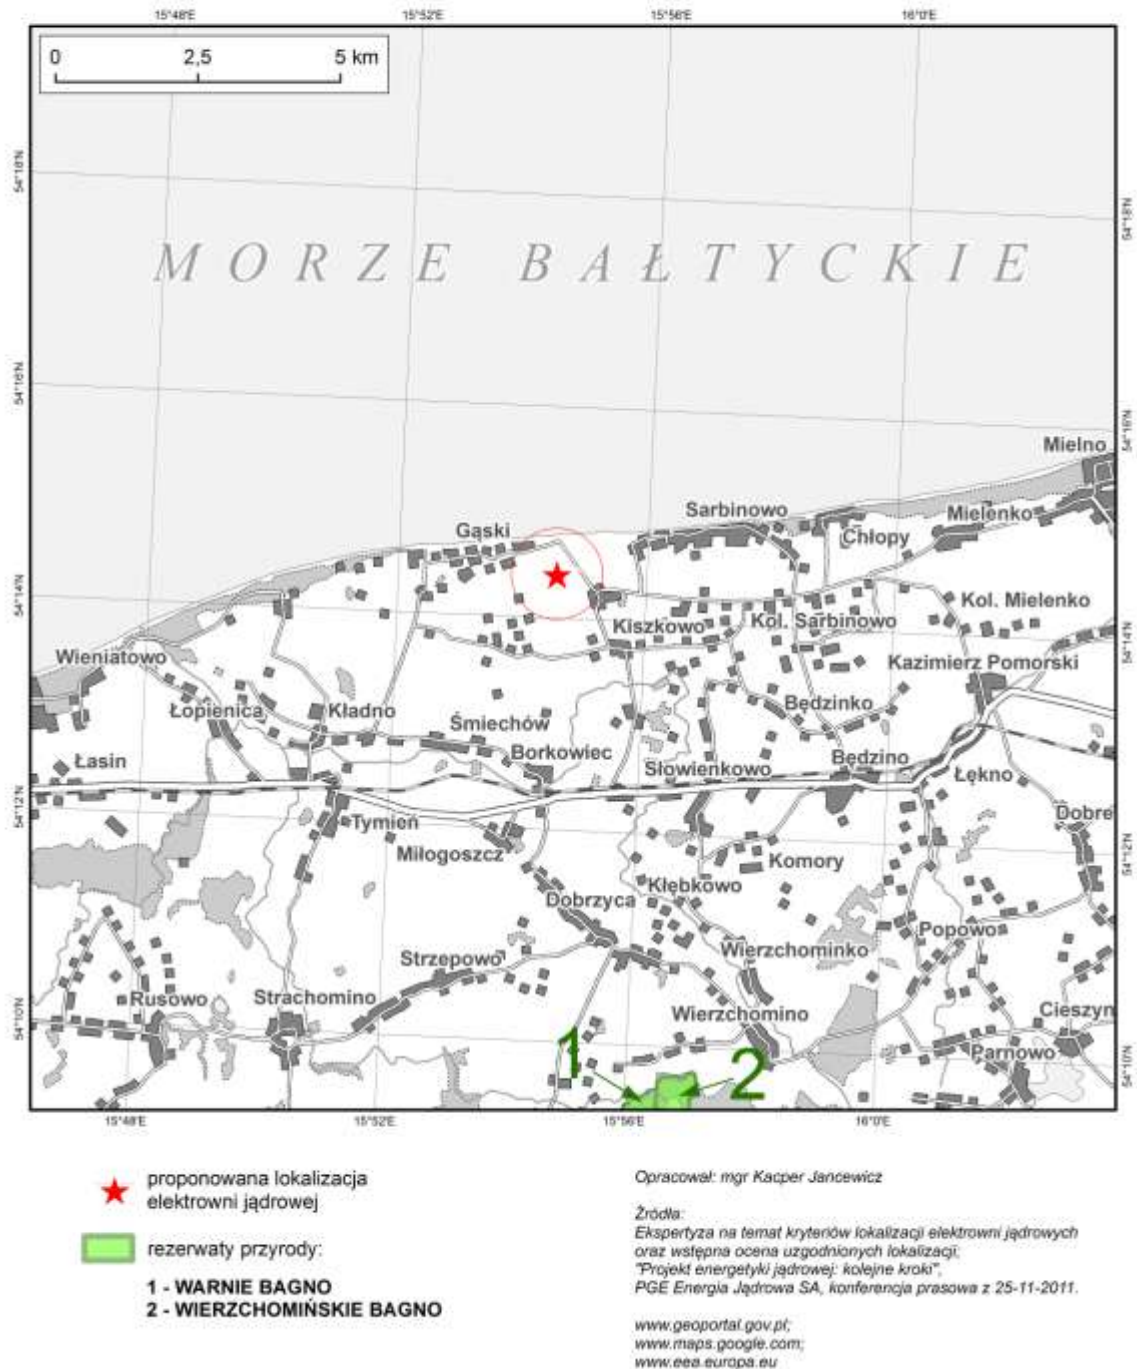 15°48'E 15°52'E 15°56'E 16°0'E
0 2,5 5 km
54°18'N
54°18'N
MORZE BAŁTYCKIE
54°16'N
54°16'N
Mielno
Sarbinowo
Mielenko
Gąski
Chłopy
54°14'N
Kol. Mielenko
Kiszkowo
Kol. Sarbinowo
54°14'N
Wieniatowo
Kazimierz Pomorski
Łopienica
Kładno
Śmiechów
Będzinko
Borkowiec
Łasin
Słowienkowo
Będzino
Łękno
54°12'N
Tymień
Dobre
Miłogoszcz
Komory
54°12'N
Kłębkowo
Dobrzyca
Popowo
Strzepowo
Wierzchominko
Rusowo
Strachomino
Wierzchomino
Cieszyn
54°10'N
Parnowo
54°10'N
1
2
15°48'E 15°52'E 15°56'E 16°0'E
proponowana lokalizacja
elektrowni jądrowej
rezerwaty przyrody:
1 - WARNIE BAGNO
2 - WIERZCHOMIŃSKIE BAGNO
Opracował: mgr Kacper Jancewicz
Źródła:
Ekspertyza na temat kryteriów lokalizacji elektrowni jądrowych
oraz wstępna ocena uzgodnionych lokalizacji;
"Projekt energetyki jądrowej: kolejne kroki",
PGE Energia Jądrowa SA, konferencja prasowa z 25-11-2011.
www.geoportal.gov.pl;
www.maps.google.com;
www.eea.europa.eu